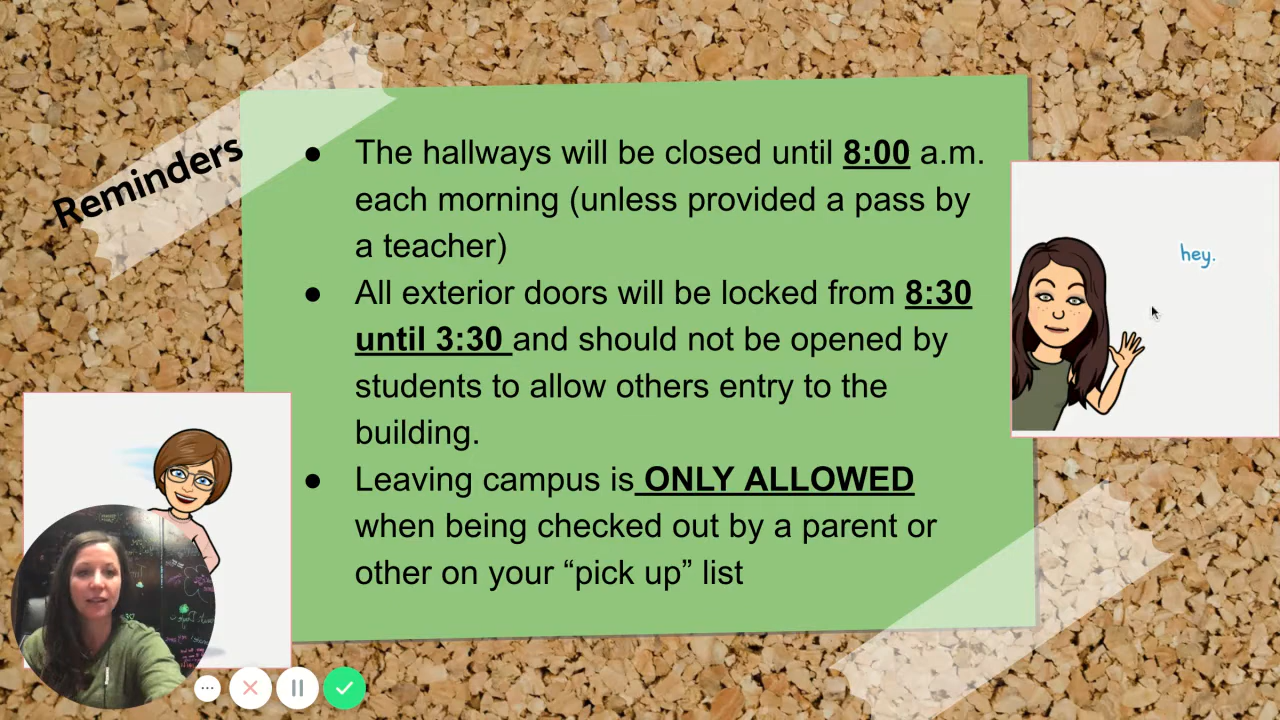 Reminders
● The hallways will be closed until 8:00 a.m.
each morning (unless provided a pass by
a teacher)
● All exterior doors will be locked from 8:30
until 3:30 and should not be opened by
students to allow others entry to the
building.
● Leaving campus is ONLY ALLOWED
when being checked out by a parent or
other on your “pick up” list
hey.